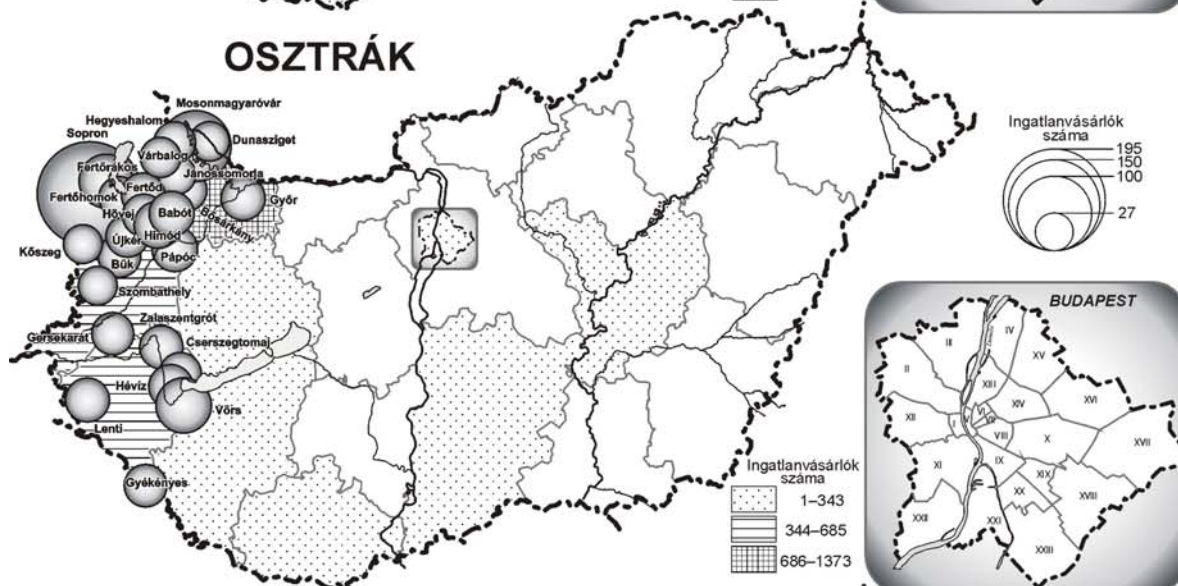 OSZTRÁK
Mosonmagyaróvár
Hegyeshalom
Sopron
Dunasziget
Várbalog
Fertőrákos
Jánossomorja
Fertőd
Fertőhomok
Győr
Babót
Hövej
Bősárkány
Himód
Újkér
Kőszeg
Pápóc
Bük
Szombathely
Zalaszentgrót
Gersekarát
Cserszegtomaj
Hévíz
Vörs
Lenti
Gyékényes
Ingatlanvásárlók
száma
195
150
100
27
Ingatlanvásárlók
száma
1–343
344–685
686–1373
BUDAPEST
IV
III
XV
II
XIII
XVI
XIV
VI
XII
I
V
VII
VIII
X
XVII
XI
IX
XIX
XX
XVIII
XXII
XXI
XXIII